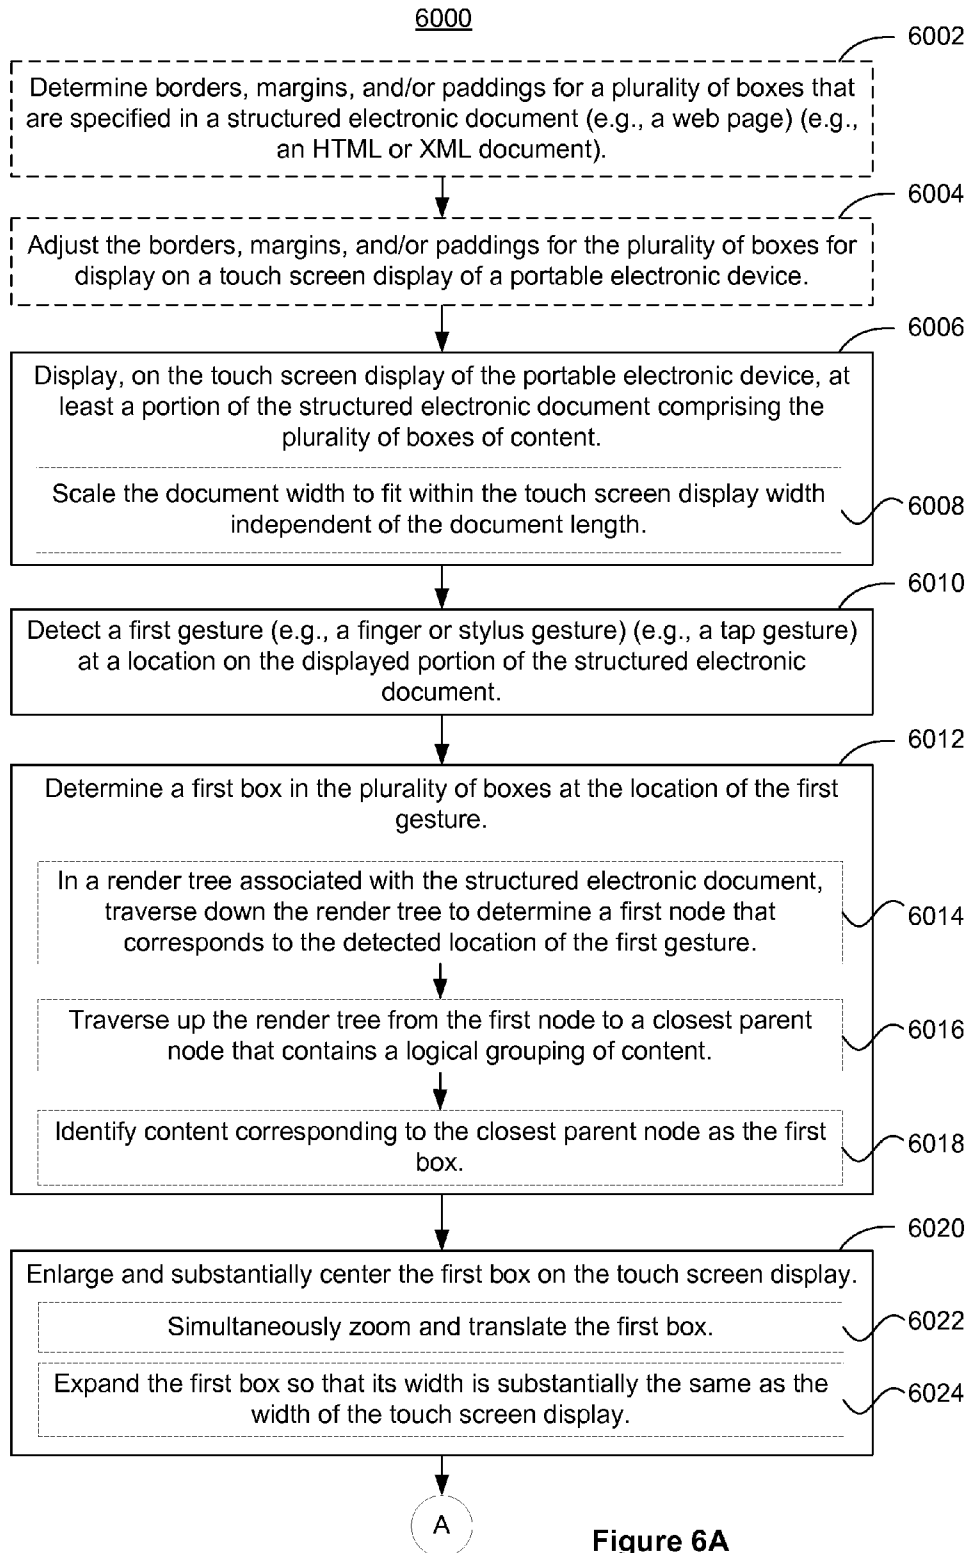 6000
6002
Determine borders, margins, and/or paddings for a plurality of boxes that
are specified in a structured electronic document (e.g., a web page) (e.g.,
an HTML or XML document).
6004
Adjust the borders, margins, and/or paddings for the plurality of boxes for
display on a touch screen display of a portable electronic device.
6006
Display, on the touch screen display of the portable electronic device, at
least a portion of the structured electronic document comprising the
plurality of boxes of content.
Scale the document width to fit within the touch screen display width
independent of the document length.
6008
6010
Detect a first gesture (e.g., a finger or stylus gesture) (e.g., a tap gesture)
at a location on the displayed portion of the structured electronic
document.
6012
Determine a first box in the plurality of boxes at the location of the first
gesture.
In a render tree associated with the structured electronic document,
traverse down the render tree to determine a first node that
corresponds to the detected location of the first gesture.
6014
Traverse up the render tree from the first node to a closest parent
node that contains a logical grouping of content.
6016
Identify content corresponding to the closest parent node as the first
box.
6018
6020
Enlarge and substantially center the first box on the touch screen display.
Simultaneously zoom and translate the first box.
6022
Expand the first box so that its width is substantially the same as the
width of the touch screen display.
6024
A
Figure 6A